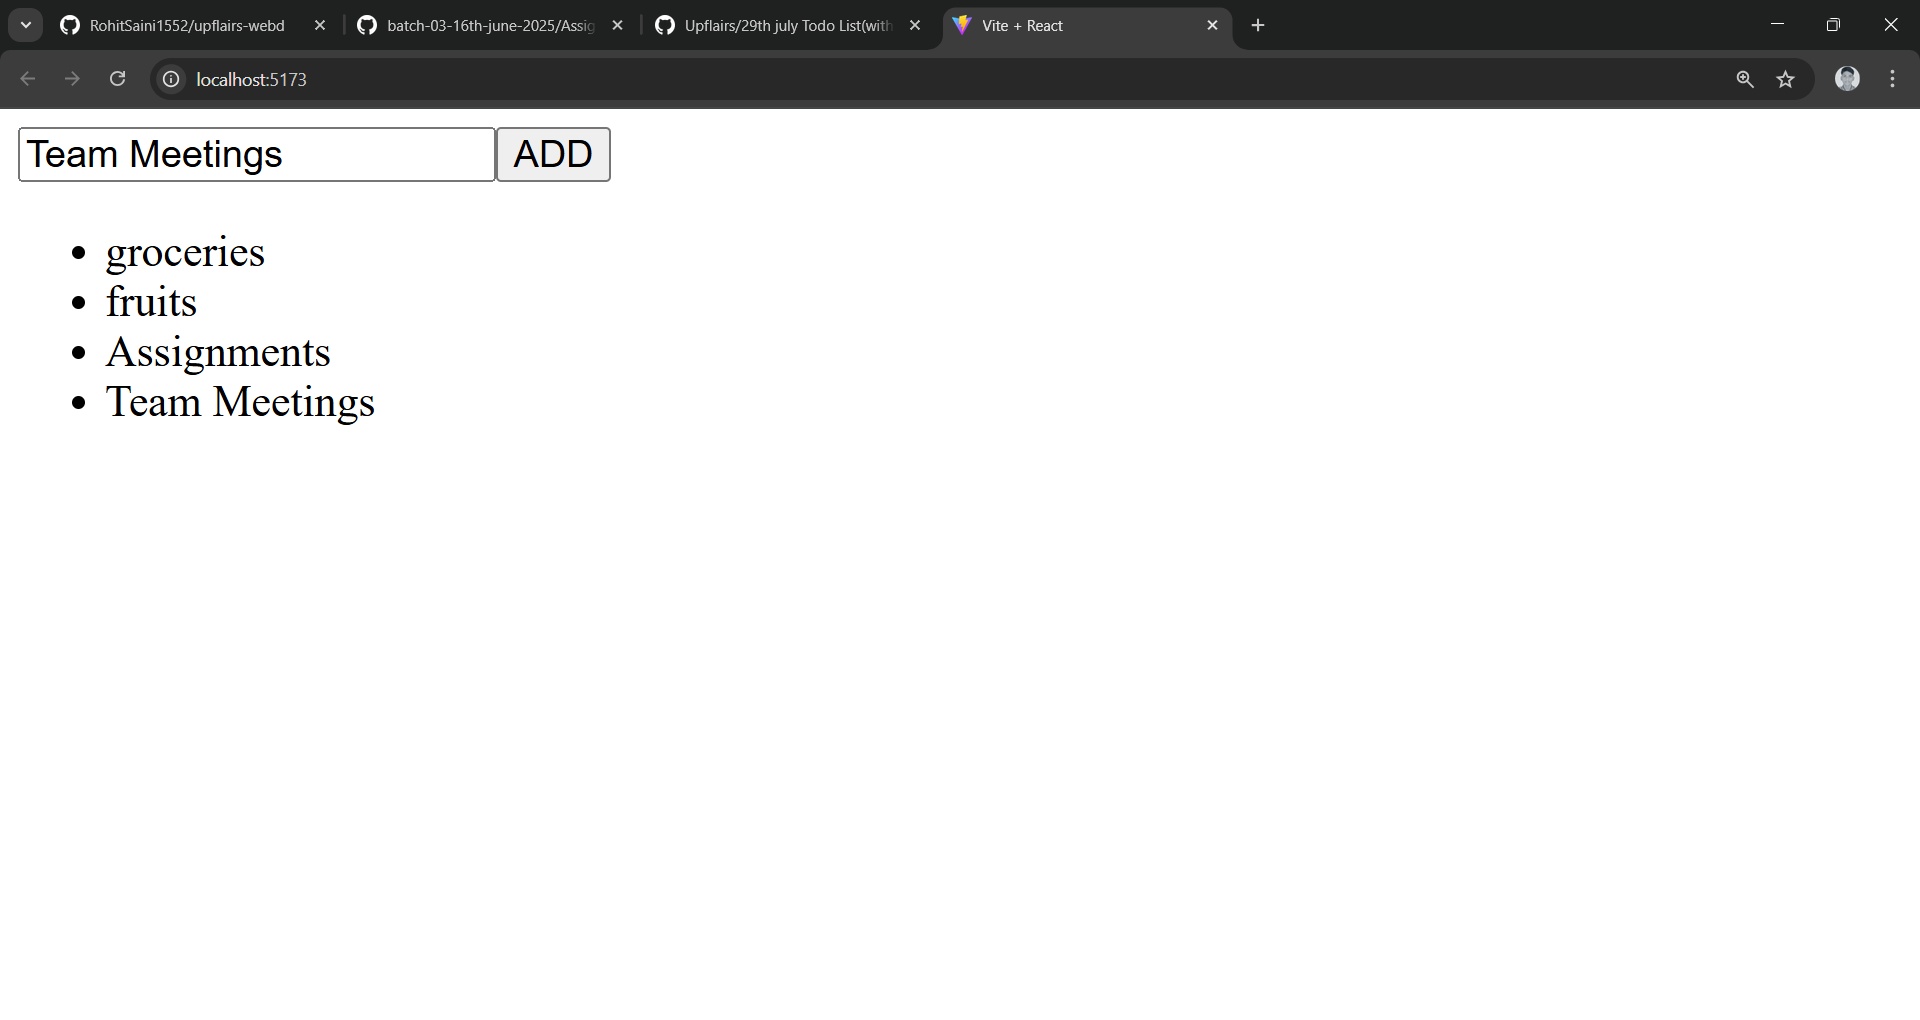 RohitSaini1552/upflairs-webd
batch-03-16th-june-2025/Assig
Upflairs/29th july Todo List(with
Vite + React
localhost:5173
Team Meetings
ADD
groceries
fruits
Assignments
Team Meetings